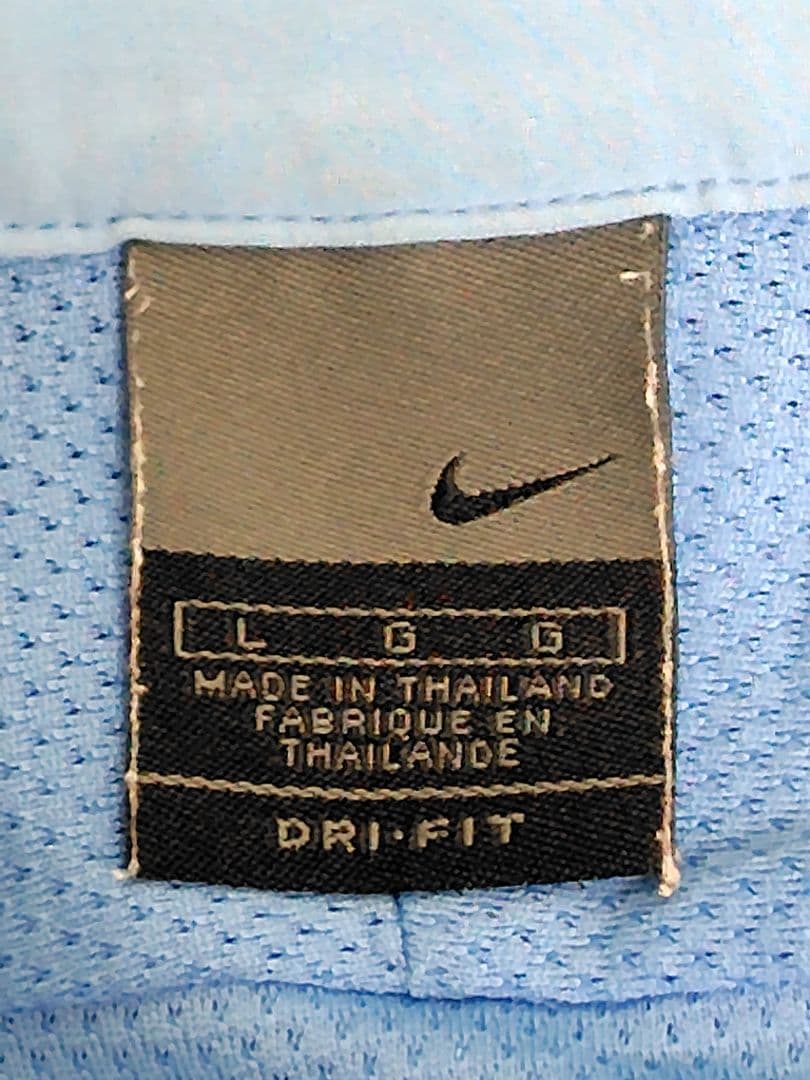 L G G
MADE IN THAILAND
FABRIQUE EN
THAILANDE
DRI·FIT